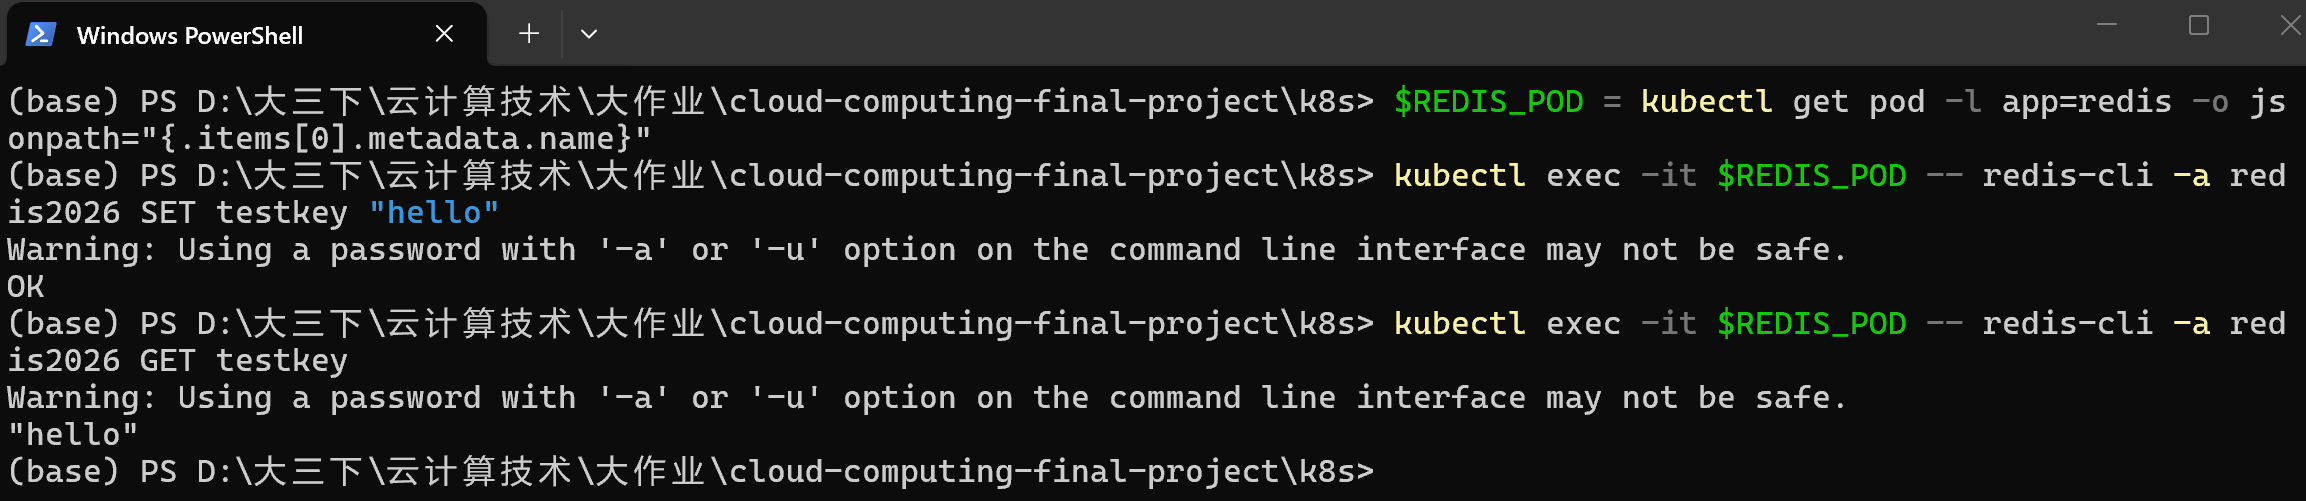 Windows PowerShell
(base) PS D:\大三下\云计算技术\大作业\cloud-computing-final-project\k8s> $REDIS_POD = kubectl get pod -l app=redis -o js
onpath="{.items[0].metadata.name}"
(base) PS D:\大三下\云计算技术\大作业\cloud-computing-final-project\k8s> kubectl exec -it $REDIS_POD -- redis-cli -a red
is2026 SET testkey "hello"
Warning: Using a password with '-a' or '-u' option on the command line interface may not be safe.
OK
(base) PS D:\大三下\云计算技术\大作业\cloud-computing-final-project\k8s> kubectl exec -it $REDIS_POD -- redis-cli -a red
is2026 GET testkey
Warning: Using a password with '-a' or '-u' option on the command line interface may not be safe.
"hello"
(base) PS D:\大三下\云计算技术\大作业\cloud-computing-final-project\k8s>